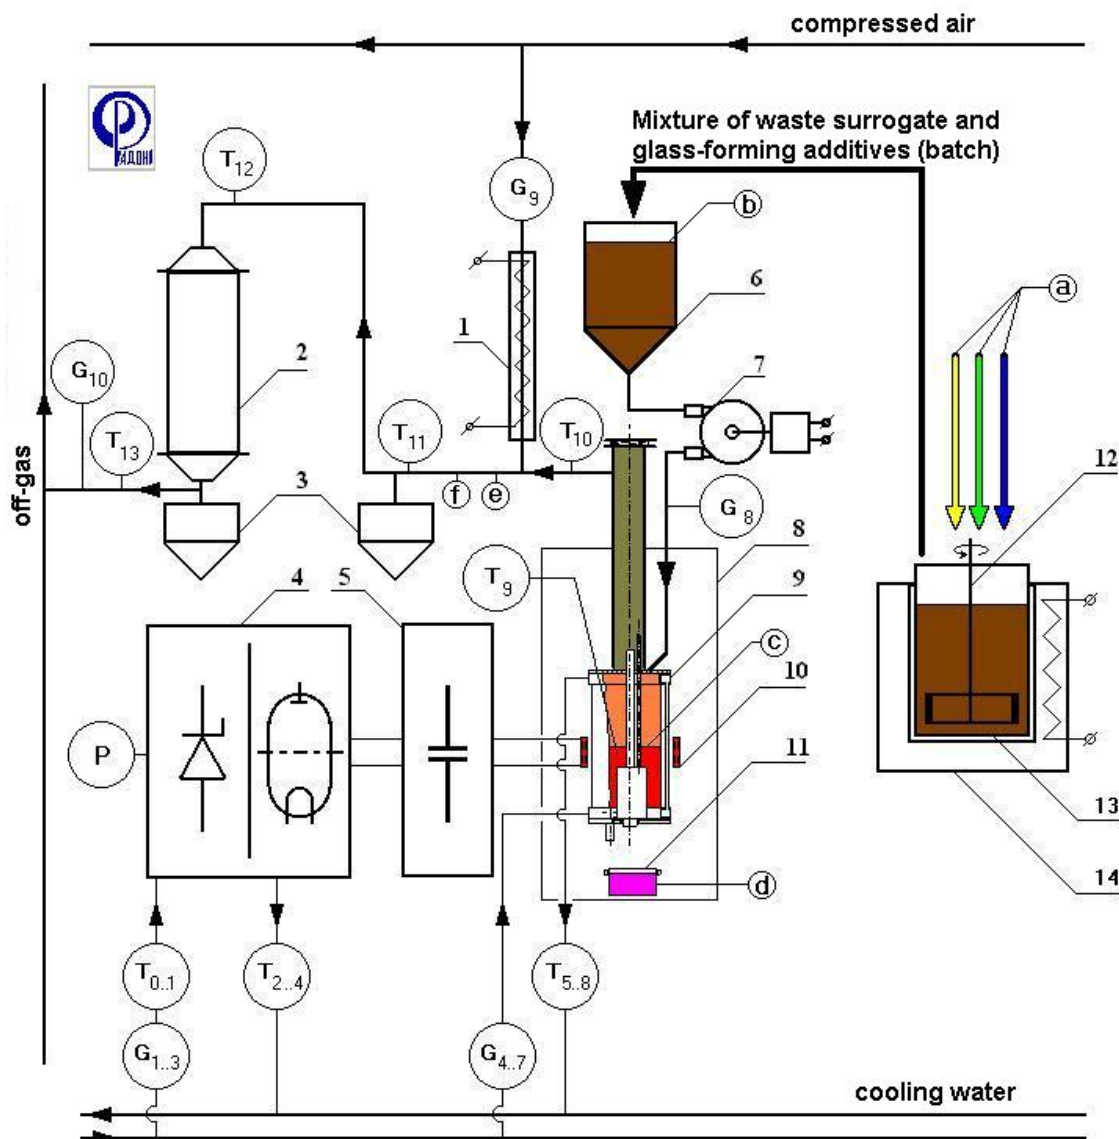 compressed air
Mixture of waste surrogate and
glass-forming additives (batch)
РАДОН
T12
G9
b
6
a
1
7
2
G10
T13
T11
T10
12
off-gas
3
f
e
G8
8
T9
4
5
9
c
10
P
11
13
d
14
T0..1
T2..4
T5..8
G1..3
G4..7
cooling water